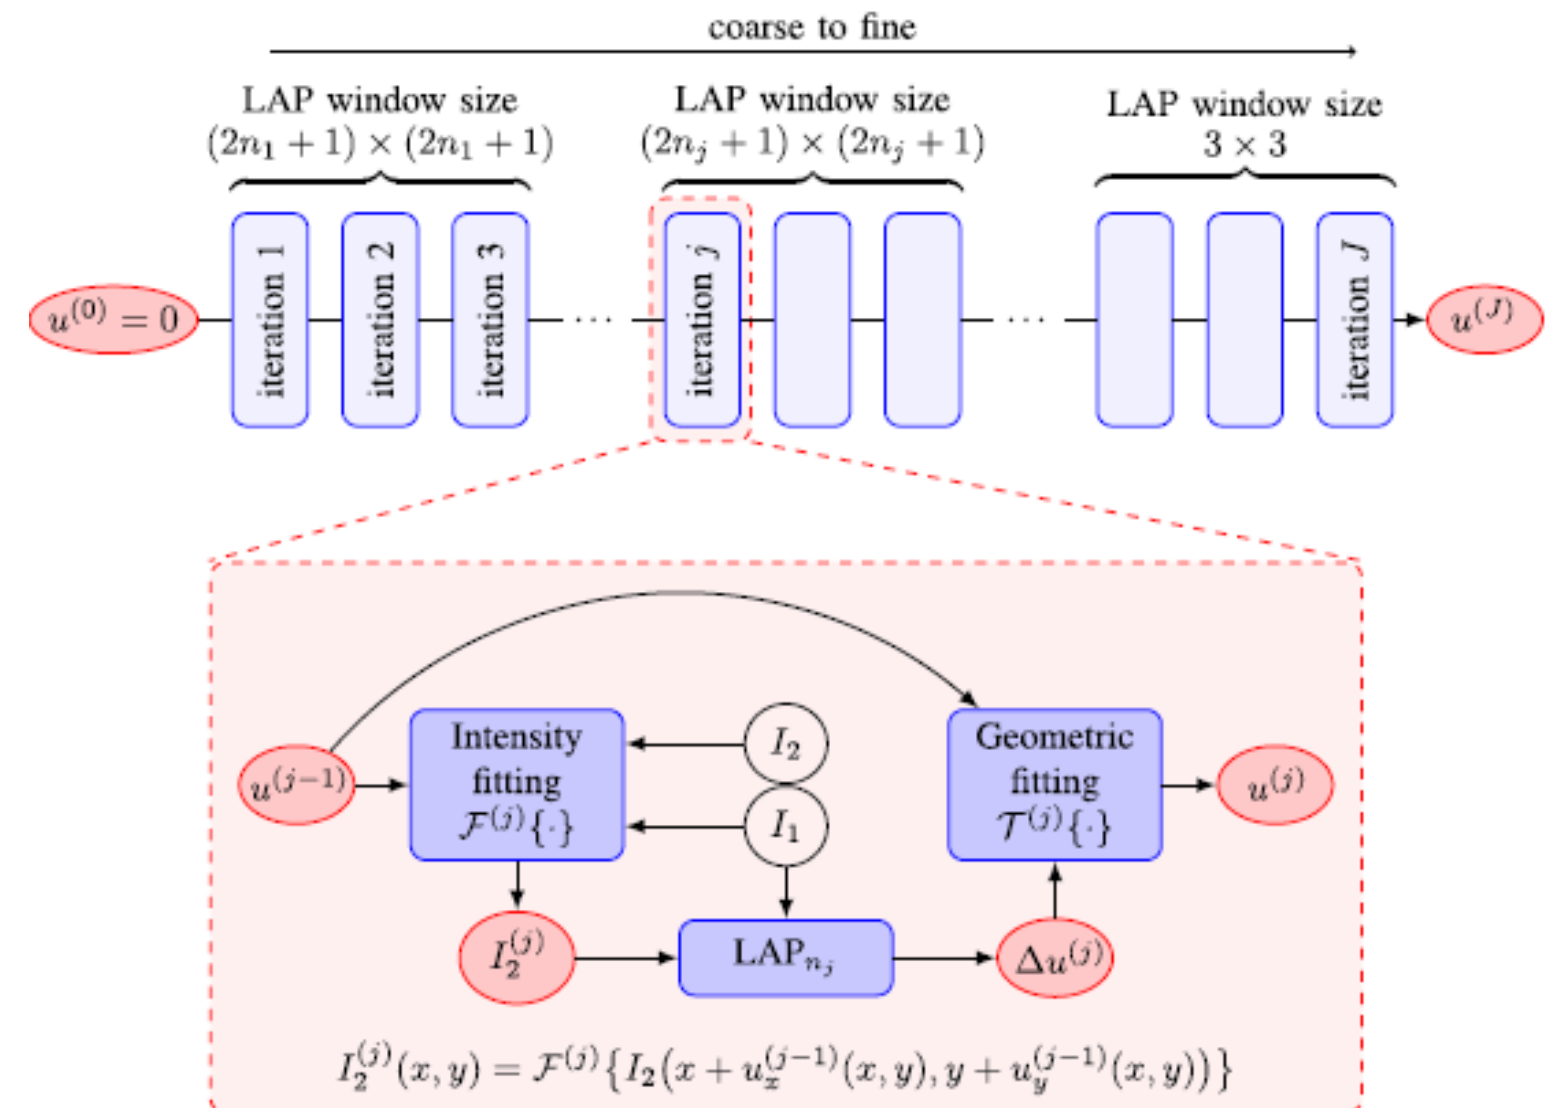 coarse to fine
LAP window size
(2n₁ + 1) × (2n₁ + 1)
LAP window size
(2nⱼ + 1) × (2nⱼ + 1)
LAP window size
3 × 3
u⁽⁰⁾ = 0
iteration 1
iteration 2
iteration 3
···
iteration j
···
iteration J
u⁽ᴶ⁾
u⁽ʲ⁻¹⁾
Intensity
fitting
𝓕⁽ʲ⁾{·}
I₂
I₁
Geometric
fitting
𝒯⁽ʲ⁾{·}
u⁽ʲ⁾
I₂⁽ʲ⁾
LAPₙⱼ
Δu⁽ʲ⁾
I₂⁽ʲ⁾(x, y) = 𝓕⁽ʲ⁾{I₂(x + uₓ⁽ʲ⁻¹⁾(x, y), y + u_y⁽ʲ⁻¹⁾(x, y))}